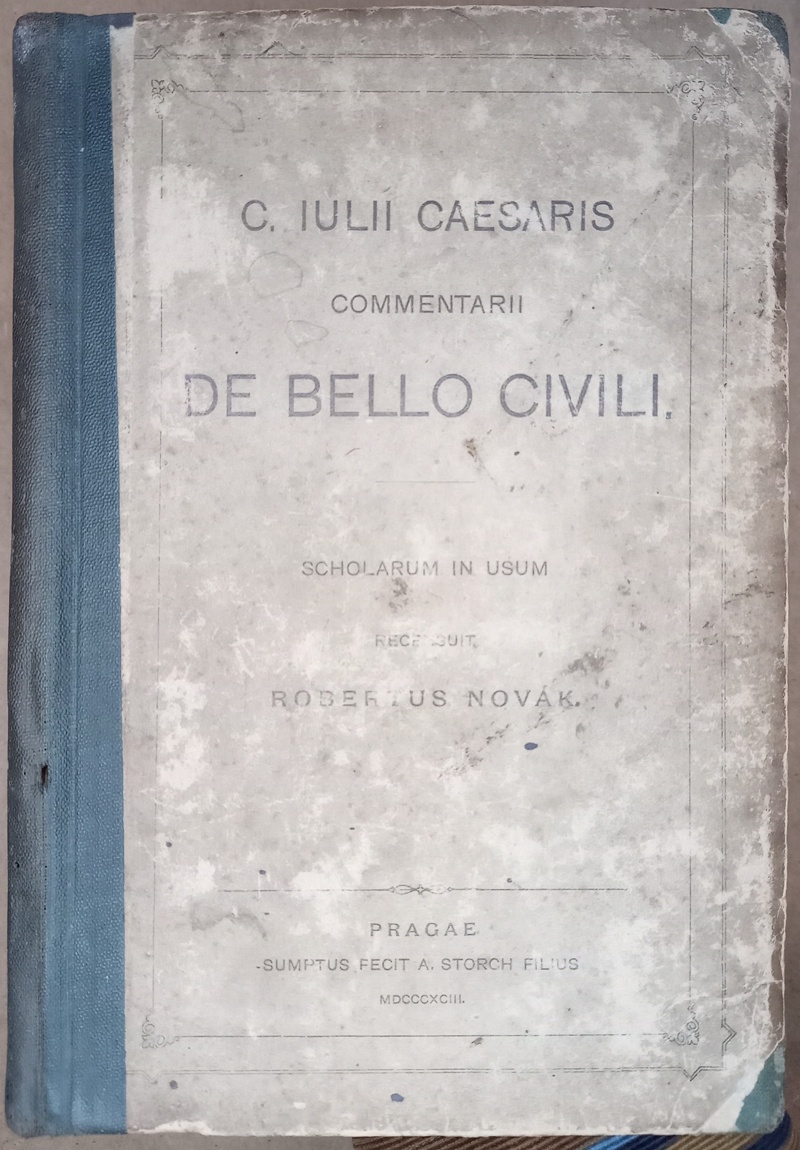 C. IULII CAESARIS
COMMENTARII
DE BELLO CIVILI.
SCHOLARUM IN USUM
RECENSUIT
ROBERTUS NOVÁK.
PRAGAE
SUMPTUS FECIT A. STORCH FILIUS
MDCCCXCIII.